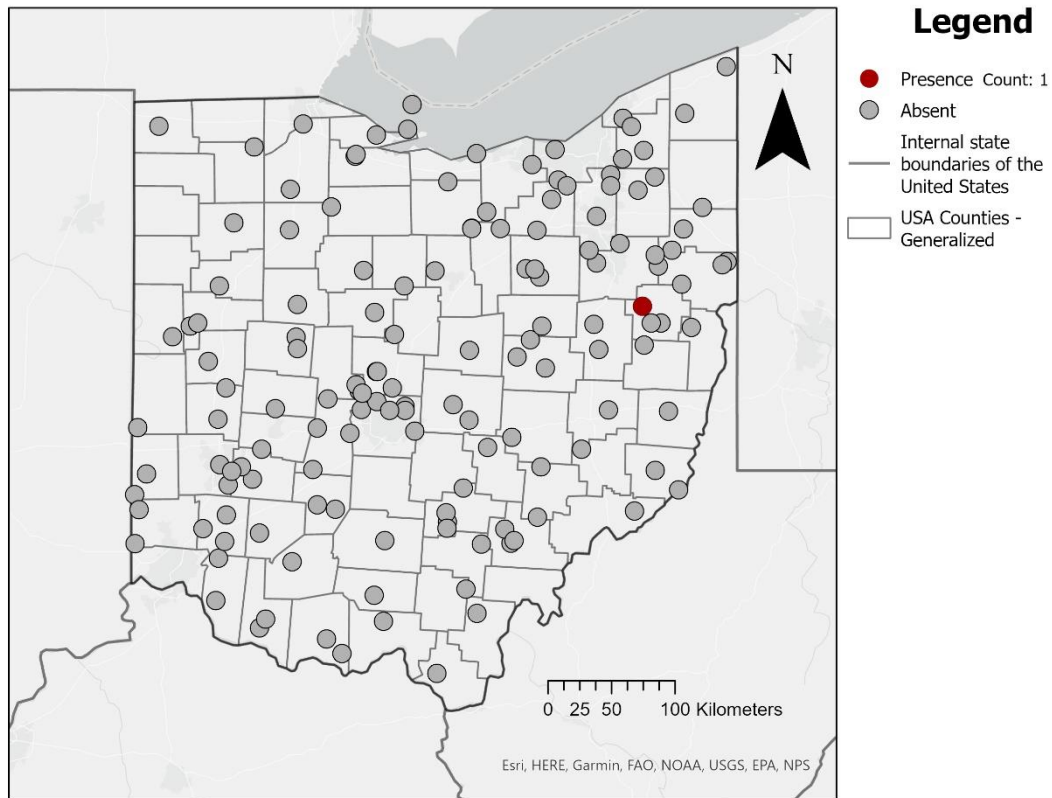 Legend
N
Presence Count: 1
Absent
Internal state
boundaries of the
United States
USA Counties -
Generalized
0 25 50 100 Kilometers
Esri, HERE, Garmin, FAO, NOAA, USGS, EPA, NPS